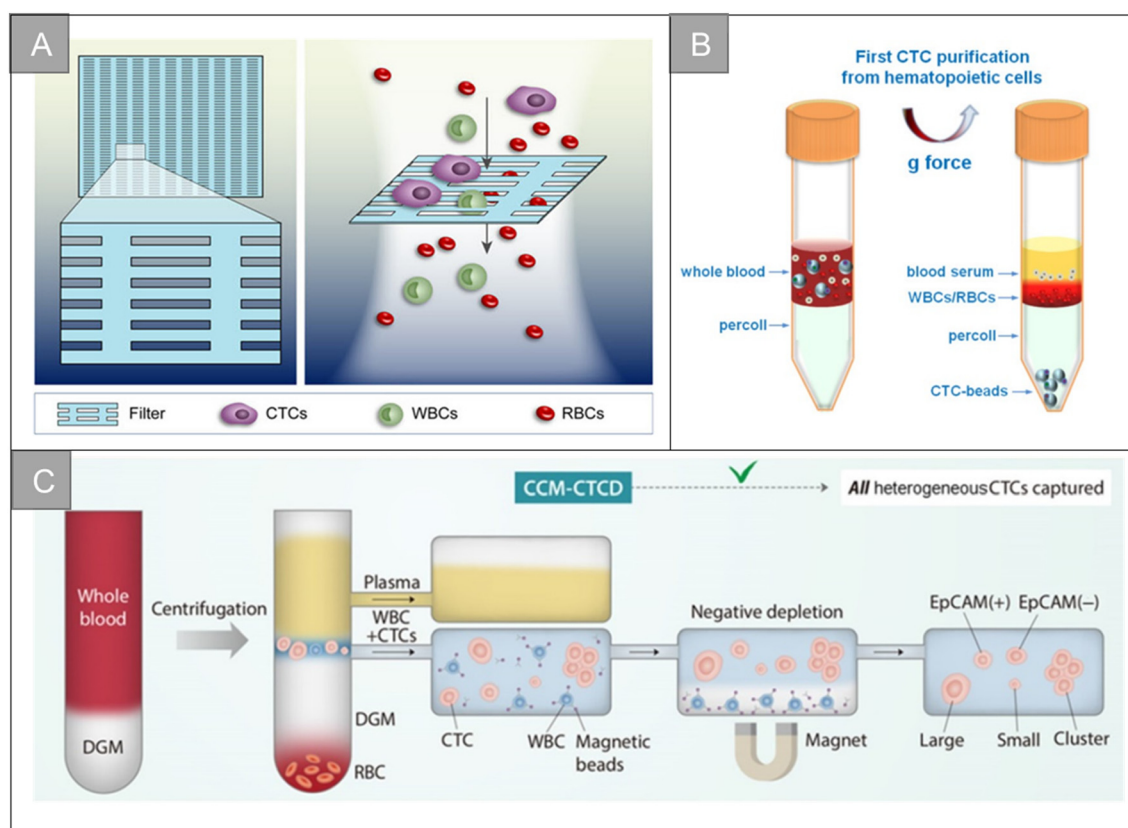 A
Filter
CTCs
WBCs
RBCs
B
First CTC purification
from hematopoietic cells
g force
whole blood
percoll
blood serum
WBCs/RBCs
percoll
CTC-beads
C
CCM-CTCD
All heterogeneous CTCs captured
Whole
blood
DGM
Centrifugation
DGM
RBC
Plasma
WBC
+CTCs
CTC
WBC
Magnetic
beads
Negative depletion
Magnet
EpCAM(+)
EpCAM(−)
Large
Small
Cluster